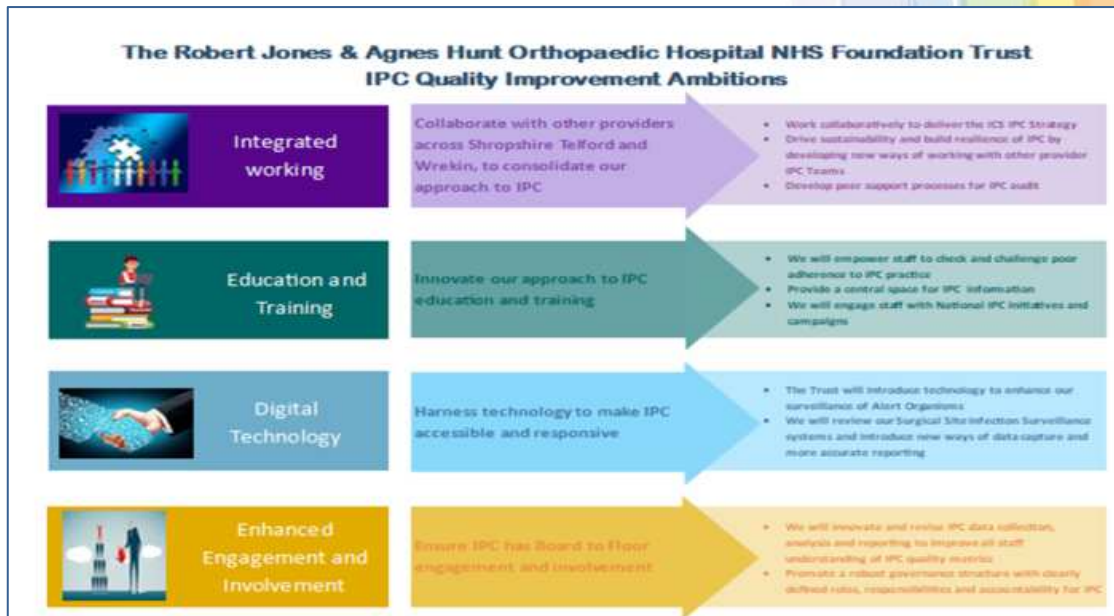 The Robert Jones & Agnes Hunt Orthopaedic Hospital NHS Foundation Trust
IPC Quality Improvement Ambitions
Integrated
working
Collaborate with other providers
across Shropshire Telford and
Wrekin, to consolidate our
approach to IPC
• Work collaboratively to deliver the ICS IPC Strategy
• Drive sustainability and build resilience of IPC by
developing new ways of working with other provider
IPC Teams
• Develop peer support processes for IPC audit
Education and
Training
Innovate our approach to IPC
education and training
• We will empower staff to check and challenge poor
adherence to IPC practice
• Provide a central space for IPC information
• We will engage staff with National IPC initiatives and
campaigns
Digital
Technology
Harness technology to make IPC
accessible and responsive
• The Trust will introduce technology to enhance our
surveillance of Alert Organisms
• We will review our Surgical Site Infection Surveillance
systems and introduce new ways of data capture and
more accurate reporting
Enhanced
Engagement and
Involvement
Ensure IPC has Board to Floor
engagement and involvement
• We will innovate and revise IPC data collection,
analysis and reporting to improve all staff
understanding of IPC quality metrics
• Promote a robust governance structure with clearly
defined roles, responsibilities and accountability for IPC